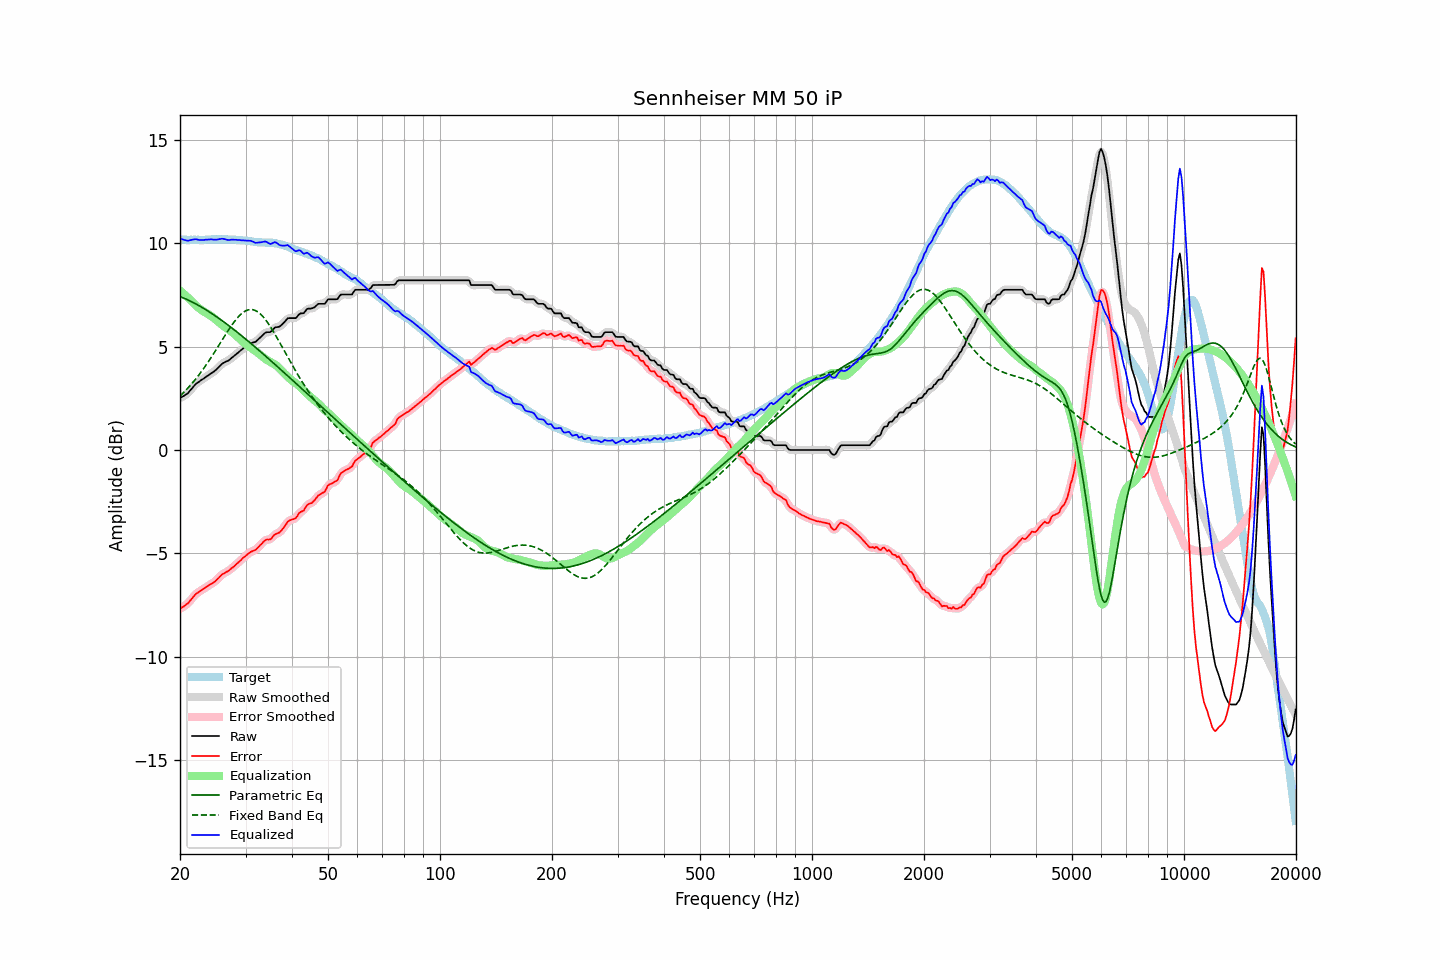 Sennheiser MM 50 iP
Amplitude (dBr)
15
10
5
0
−5
−10
−15
Target
Raw Smoothed
Error Smoothed
Raw
Error
Equalization
Parametric Eq
Fixed Band Eq
Equalized
20 50 100 200 500 1000 2000 5000 10000 20000
Frequency (Hz)